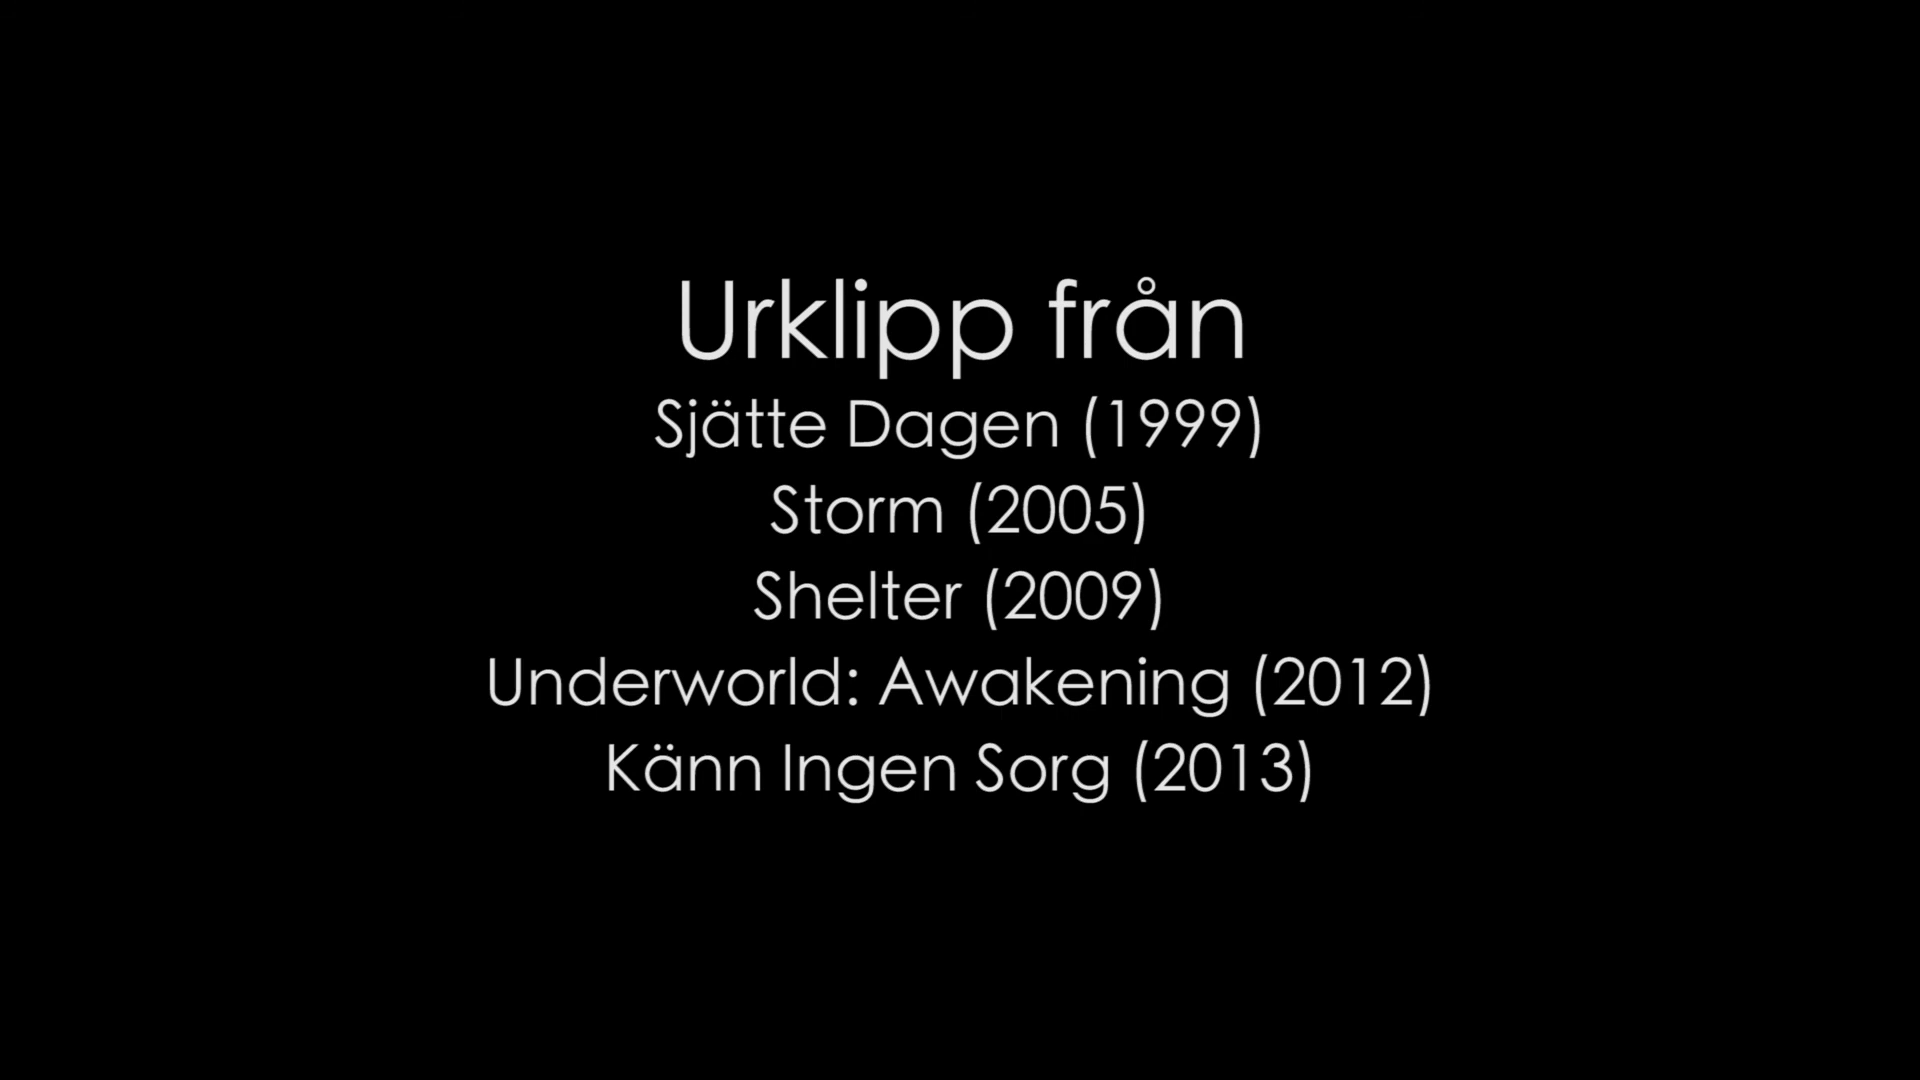 Urklipp från
Sjätte Dagen (1999)
Storm (2005)
Shelter (2009)
Underworld: Awakening (2012)
Känn Ingen Sorg (2013)